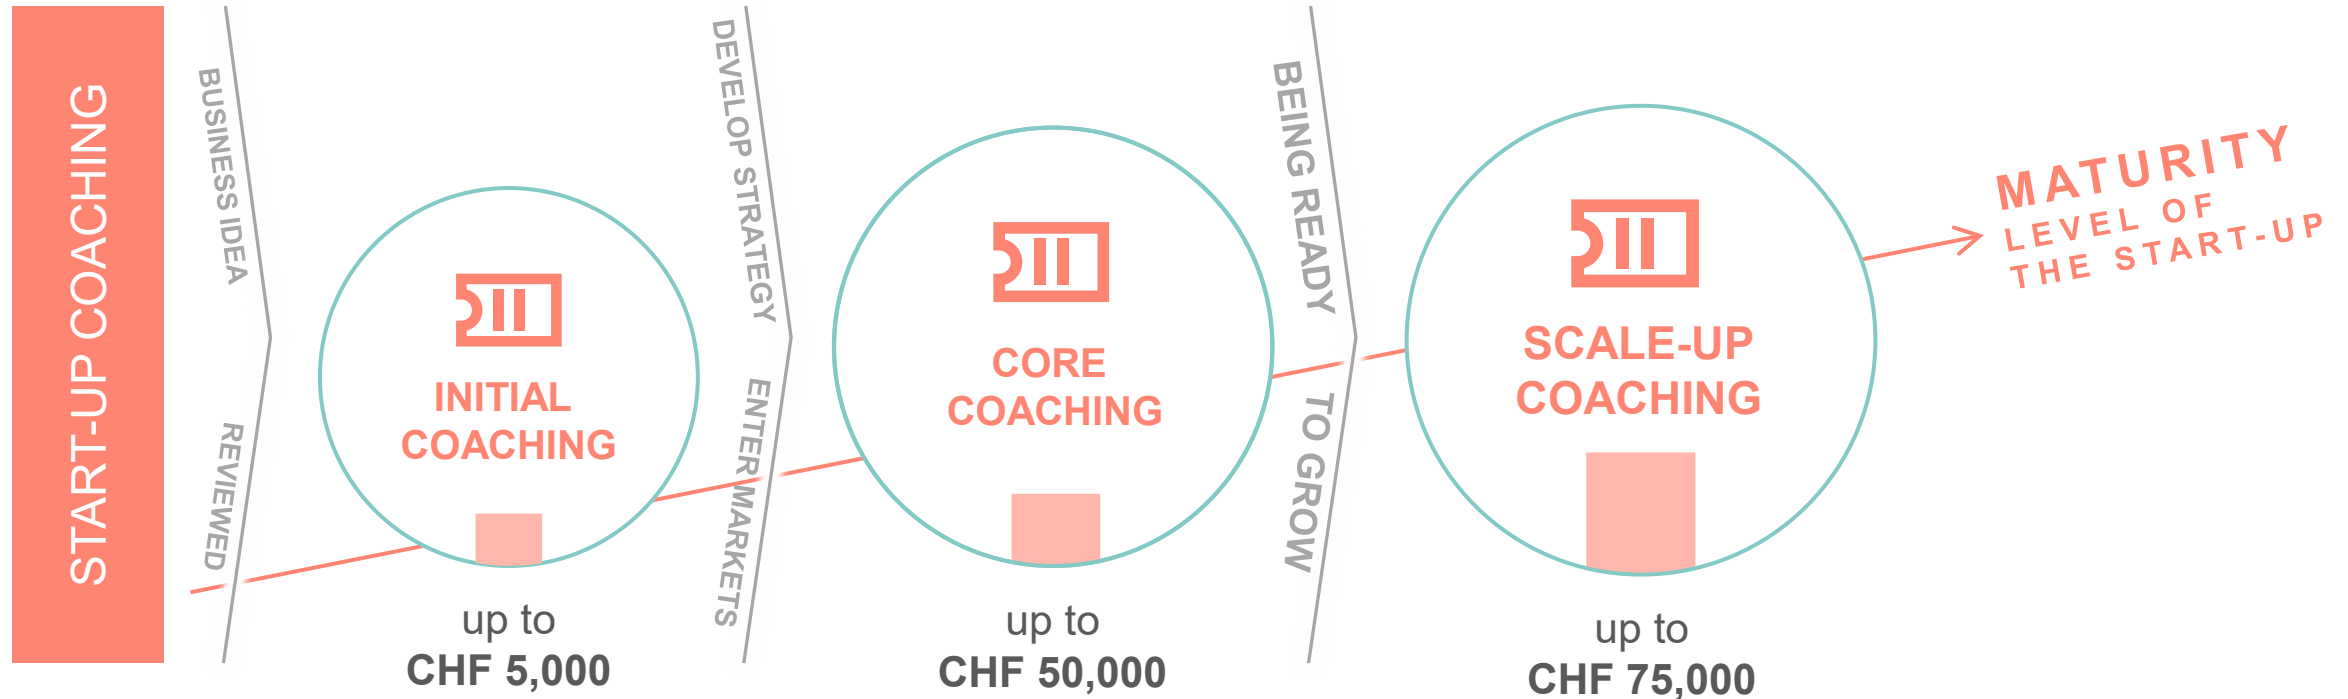 START-UP COACHING
BUSINESS IDEA
REVIEWED
INITIAL
COACHING
up to
CHF 5,000
DEVELOP STRATEGY
ENTER MARKETS
CORE
COACHING
up to
CHF 50,000
BEING READY
TO GROW
SCALE-UP
COACHING
up to
CHF 75,000
MATURITY
LEVEL OF
THE START-UP